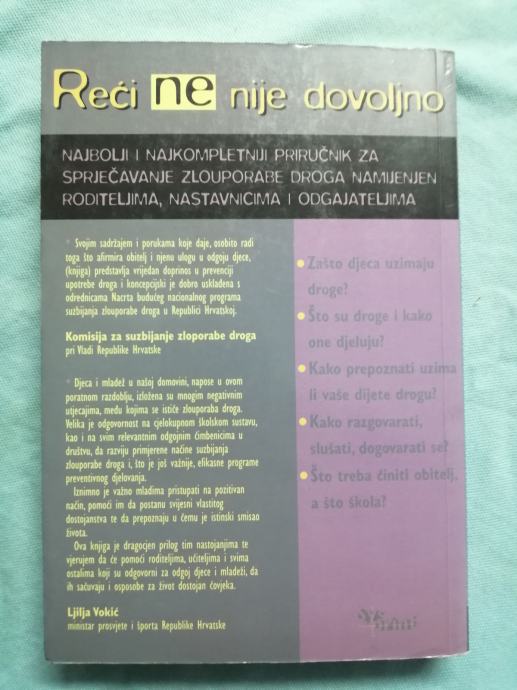 Reći ne nije dovoljno
NAJBOLJI I NAJKOMPLETNIJI PRIRUČNIK ZA
SPRJEČAVANJE ZLOUPORABE DROGA NAMIJENJEN
RODITELJIMA, NASTAVNICIMA I ODGAJATELJIMA
* Svojim sadržajem i porukama koje daje, osobito radi
toga što afirmira obitelj i njenu ulogu u odgoju djece,
(knjiga) predstavlja vrijedan doprinos u prevenciji
upotrebe droga i koncepcijski je dobro usklađena s
odrednicama Nacrta budućeg nacionalnog programa
suzbijanja zlouporabe droga u Republici Hrvatskoj.
Komisija za suzbijanje zloporabe droga
pri Vladi Republike Hrvatske
* Djeca i mladež u našoj domovini, napose u ovom
poratnom razdoblju, izložena su mnogim negativnim
utjecajima, među kojima se ističe zlouporaba droga.
Velika je odgovornost na cjelokupnom školskom sustavu,
kao i na svim relevantnim odgojnim čimbenicima u
društvu, da razviju primjerene načine suzbijanja
zlouporabe droga i, što je još važnije, efikasne programe
preventivnog djelovanja.
Iznimno je važno mladima pristupati na pozitivan
način, pomoći im da postanu svijesni vlastitog
dostojanstva te da prepoznaju u čemu je istinski smisao
života.
Ova knjiga je dragocjen prilog tim nastojanjima te
vjerujem da će pomoći roditeljima, učiteljima i svima
ostalima koji su odgovorni za odgoj djece i mladeži, da
ih sačuvaju i osposobe za život dostojan čovjeka.
Ljilja Vokić
ministar prosvjete i športa Republike Hrvatske
• Zašto djeca uzimaju
droge?
• Što su droge i kako
one djeluju?
• Kako prepoznati uzima
li vaše dijete drogu?
• Kako razgovarati,
slušati, dogovarati se?
• Što treba činiti obitelj,
a što škola?